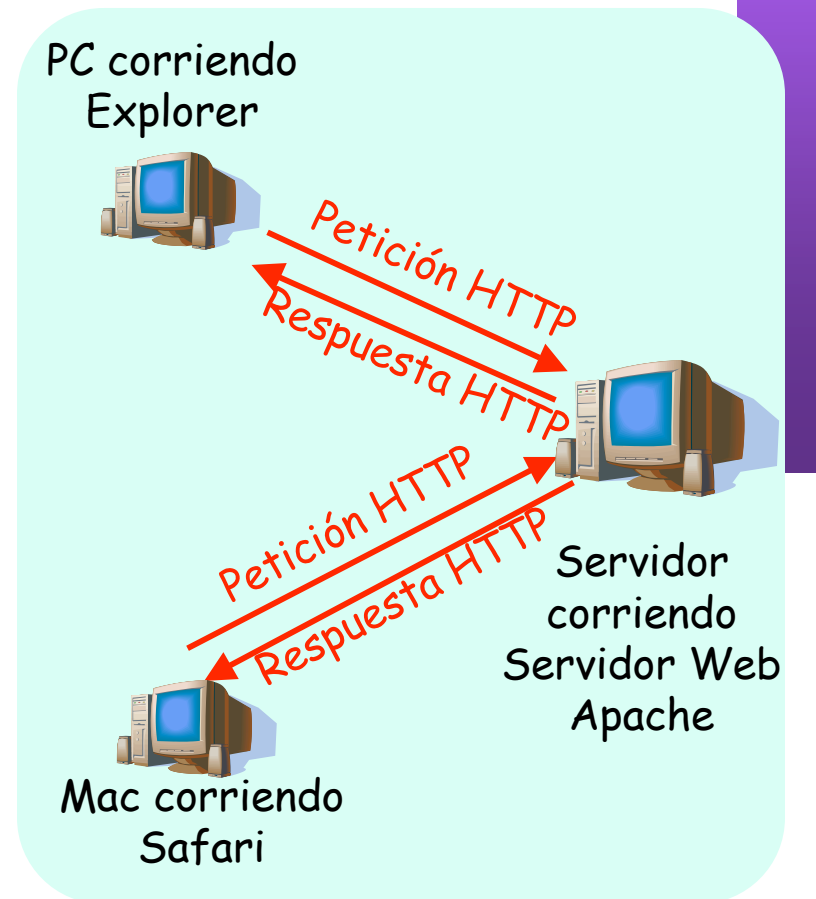 PC corriendo
Explorer
Petición HTTP
Respuesta HTTP
Petición HTTP
Respuesta HTTP
Servidor
corriendo
Servidor Web
Apache
Mac corriendo
Safari